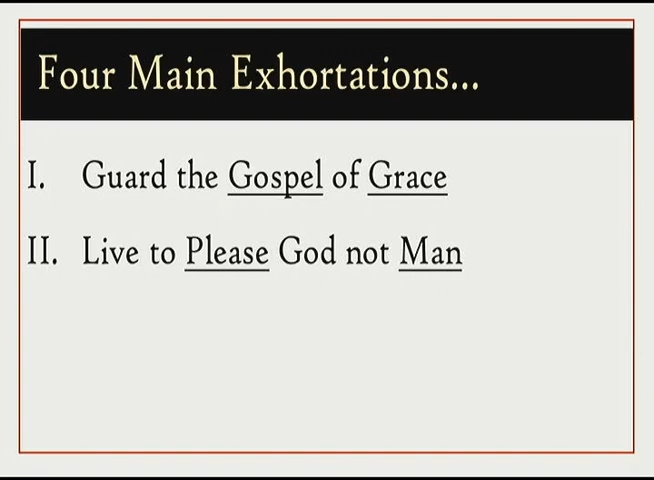 Four Main Exhortations...
I. Guard the Gospel of Grace
II. Live to Please God not Man